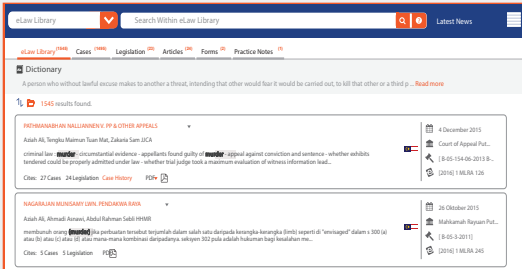 eLaw Library
Search Within eLaw Library
Latest News
eLaw Library (1545) Cases (1486) Legislation (22) Articles (26) Forms (2) Practice Notes (7)
Dictionary
A person who without lawful excuse makes to another a threat, intending that other would fear it would be carried out, to kill that other or a third p ... Read more
1545 results found.
PATHMANABHAN NALLIANNEN V. PP & OTHER APPEALS
Aziah Ali, Tengku Maimun Tuan Mat, Zakaria Sam JJCA
criminal law : murder - circumstantial evidence - appellants found guilty of murder - appeal against conviction and sentence - whether exhibits
tendered could be properly admitted under law - whether trial judge took a maximum evaluation of witness information lead...
Cites: 27 Cases 24 Legislation Case History PDF
4 December 2015
Court of Appeal Put...
[ B-05-154-06-2013 B-...
[2016] 1 MLRA 126
NAGARAJAN MUNISAMY LWN. PENDAKWA RAYA
Aziah Ali, Ahmadi Asnawi, Abdul Rahman Sebli HHMR
membunuh orang (murder) jika perbuatan tersebut terjumlah dalam salah satu daripada kerangka-kerangka (limb) seperti di "envisaged" dalam s 300 (a)
atau (b) atau (c) atau (d) atau mana-mana kombinasi daripadanya. seksyen 302 pula adalah hukuman bagi kesalahan me...
Cites: 5 Cases 5 Legislation PDF
26 Oktober 2015
Mahkamah Rayuan Put...
[ B-05-3-2011]
[2016] 1 MLRA 245